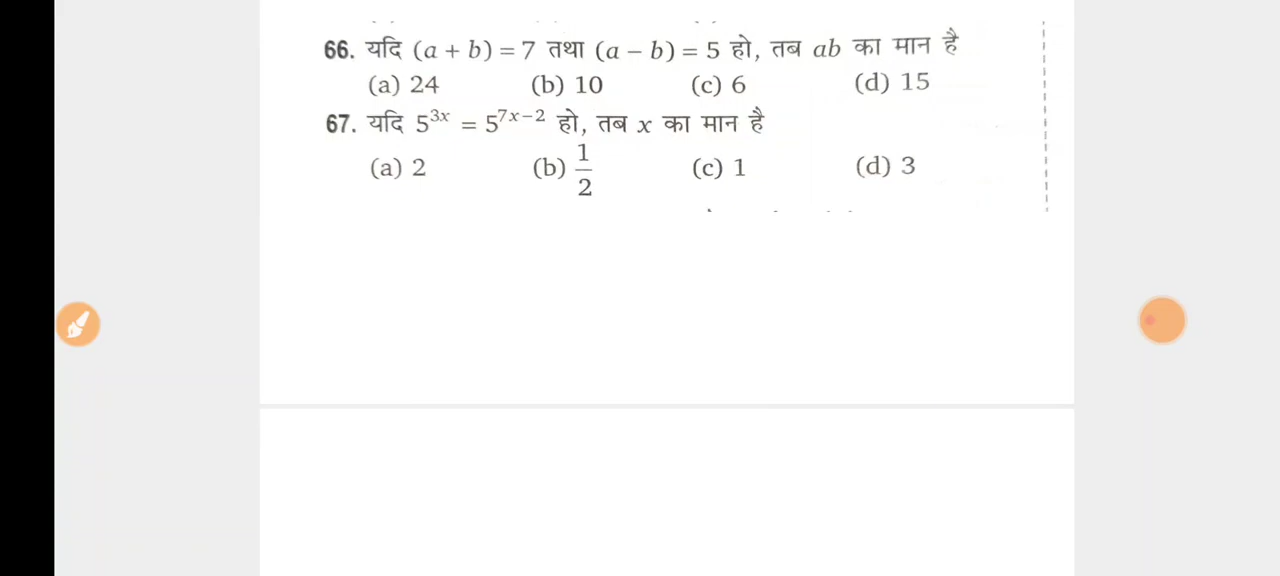 66. यदि (a + b) = 7 तथा (a − b) = 5 हो, तब ab का मान है
(a) 24 (b) 10 (c) 6 (d) 15
67. यदि 5^{3x} = 5^{7x−2} हो, तब x का मान है
(a) 2 (b) 1/2 (c) 1 (d) 3